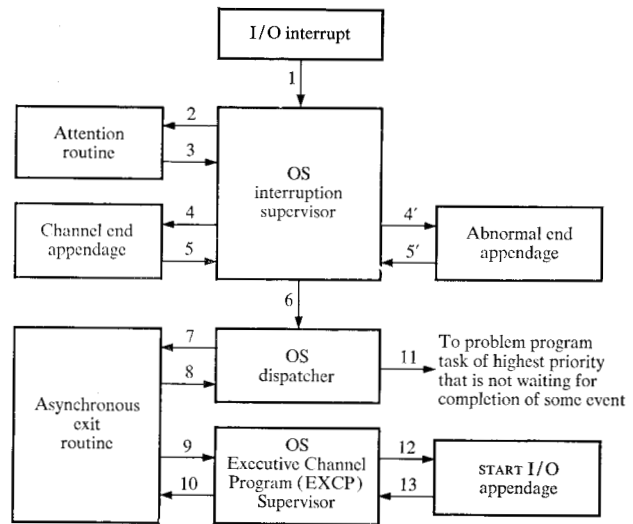 I/O interrupt
1
2
Attention
routine
3
OS
interruption
supervisor
4
Channel end
appendage
5
4′
Abnormal end
appendage
5′
6
7
OS
dispatcher
8
11
To problem program
task of highest priority
that is not waiting for
completion of some event
Asynchronous
exit
routine
9
10
OS
Executive Channel
Program (EXCP)
Supervisor
12
13
START I/O
appendage